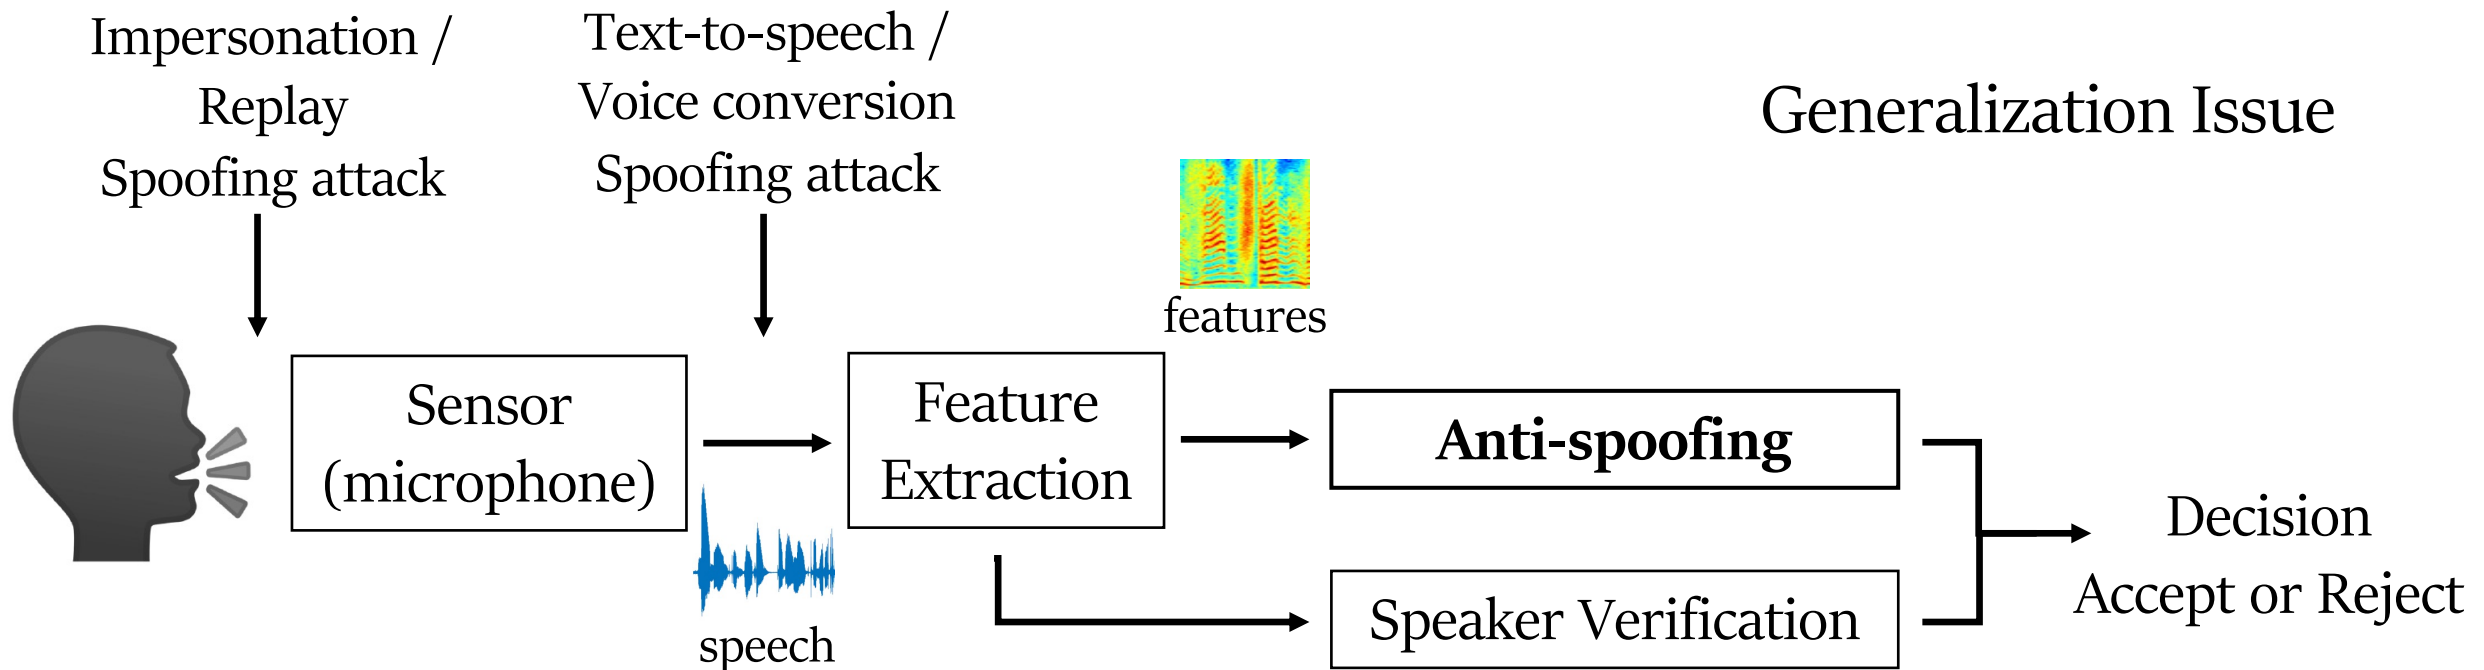 Impersonation /
Replay
Spoofing attack
Text-to-speech /
Voice conversion
Spoofing attack
Generalization Issue
features
Sensor
(microphone)
speech
Feature
Extraction
Anti-spoofing
Speaker Verification
Decision
Accept or Reject